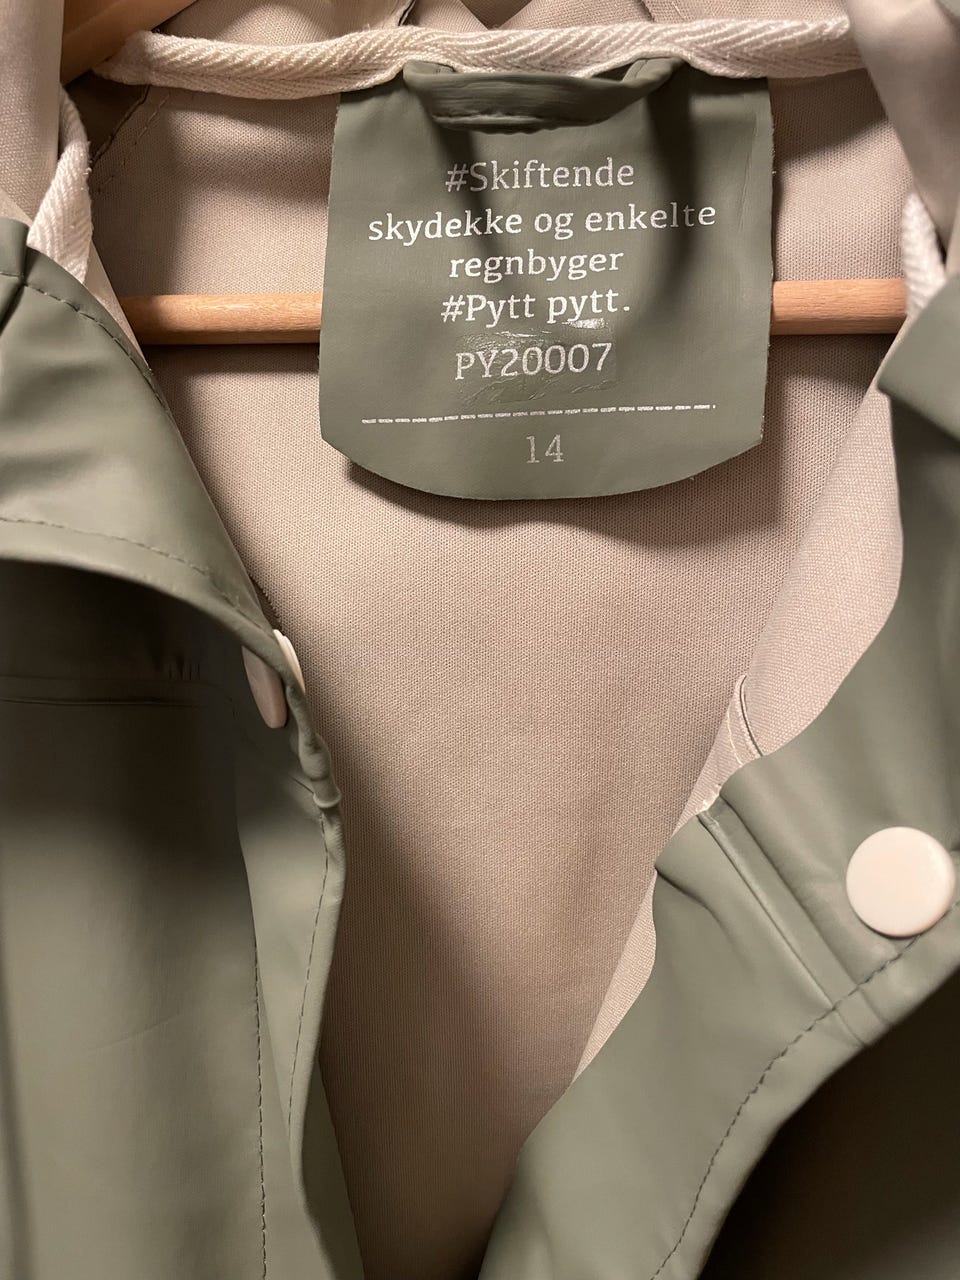 #Skiftende
skydekke og enkelte
regnbyger
#Pytt pytt.
PY20007
14